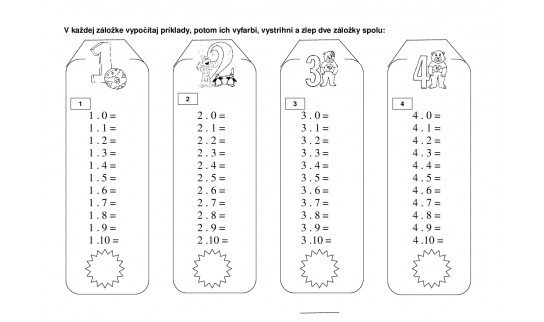 V každej záložke vypočítaj príklady, potom ich vyfarbi, vystrihni a zlep dve záložky spolu:
1
1
1 . 0 =
1 . 1 =
1 . 2 =
1 . 3 =
1 . 4 =
1 . 5 =
1 . 6 =
1 . 7 =
1 . 8 =
1 . 9 =
1 .10 =
2
2
2 . 0 =
2 . 1 =
2 . 2 =
2 . 3 =
2 . 4 =
2 . 5 =
2 . 6 =
2 . 7 =
2 . 8 =
2 . 9 =
2 .10 =
3
3
3 . 0 =
3 . 1 =
3 . 2 =
3 . 3 =
3 . 4 =
3 . 5 =
3 . 6 =
3 . 7 =
3 . 8 =
3 . 9 =
3 .10 =
4
4
4 . 0 =
4 . 1 =
4 . 2 =
4 . 3 =
4 . 4 =
4 . 5 =
4 . 6 =
4 . 7 =
4 . 8 =
4 . 9 =
4 .10 =